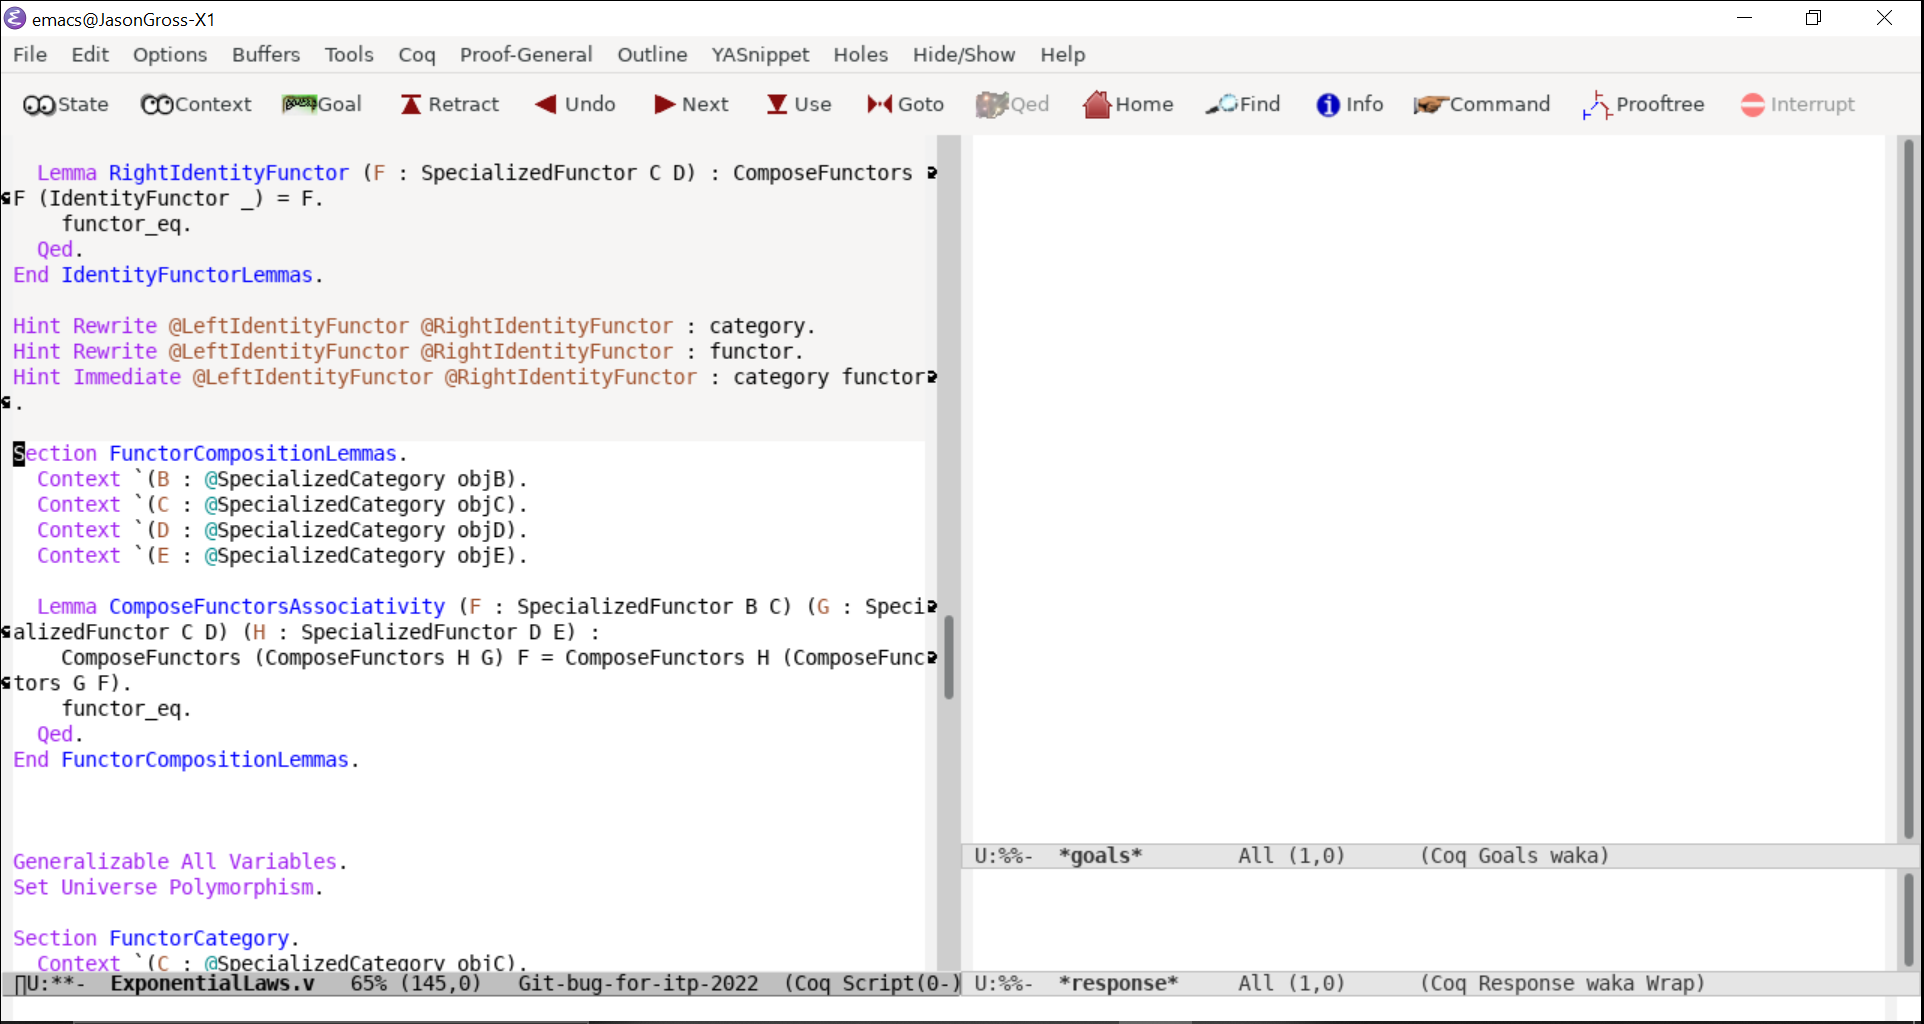 emacs@JasonGross-X1
File Edit Options Buffers Tools Coq Proof-General Outline YASnippet Holes Hide/Show Help
State Context Goal Retract Undo Next Use Goto Qed Home Find Info Command Prooftree Interrupt
Lemma RightIdentityFunctor (F : SpecializedFunctor C D) : ComposeFunctors
F (IdentityFunctor _) = F.
functor_eq.
Qed.
End IdentityFunctorLemmas.
Hint Rewrite @LeftIdentityFunctor @RightIdentityFunctor : category.
Hint Rewrite @LeftIdentityFunctor @RightIdentityFunctor : functor.
Hint Immediate @LeftIdentityFunctor @RightIdentityFunctor : category functor
.
Section FunctorCompositionLemmas.
Context `(B : @SpecializedCategory objB).
Context `(C : @SpecializedCategory objC).
Context `(D : @SpecializedCategory objD).
Context `(E : @SpecializedCategory objE).
Lemma ComposeFunctorsAssociativity (F : SpecializedFunctor B C) (G : Speci
alizedFunctor C D) (H : SpecializedFunctor D E) :
ComposeFunctors (ComposeFunctors H G) F = ComposeFunctors H (ComposeFunc
tors G F).
functor_eq.
Qed.
End FunctorCompositionLemmas.
Generalizable All Variables.
Set Universe Polymorphism.
Section FunctorCategory.
Context `(C : @SpecializedCategory objC).
U:**- ExponentialLaws.v 65% (145,0) Git-bug-for-itp-2022 (Coq Script(0-)
U:%%- *goals* All (1,0) (Coq Goals waka)
U:%%- *response* All (1,0) (Coq Response waka Wrap)